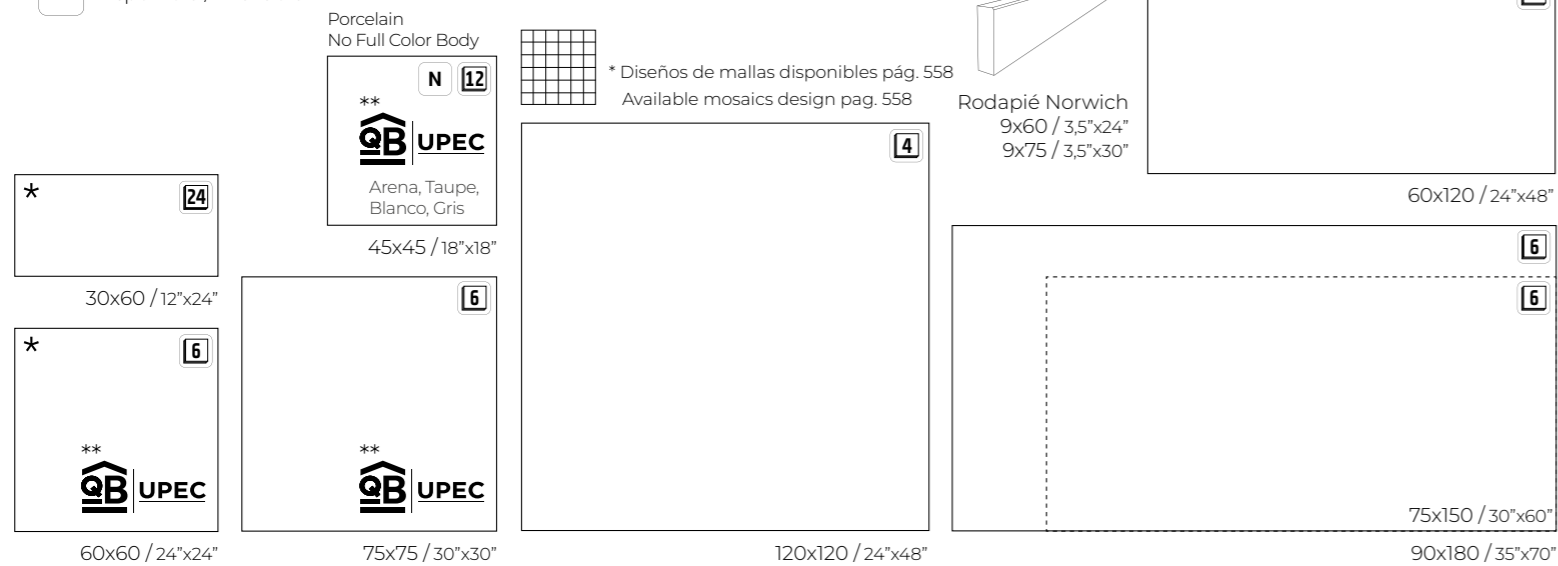 Porcelain
No Full Color Body
N 12
**
QB UPEC
Arena, Taupe,
Blanco, Gris
45x45 / 18”x18”
* Diseños de mallas disponibles pág. 558
Available mosaics design pag. 558
Rodapié Norwich
9x60 / 3,5”x24”
9x75 / 3,5”x30”
60x120 / 24”x48”
* 24
30x60 / 12”x24”
* 6
**
QB UPEC
60x60 / 24”x24”
6
**
QB UPEC
75x75 / 30”x30”
4
120x120 / 24”x48”
6
6
75x150 / 30”x60”
90x180 / 35”x70”